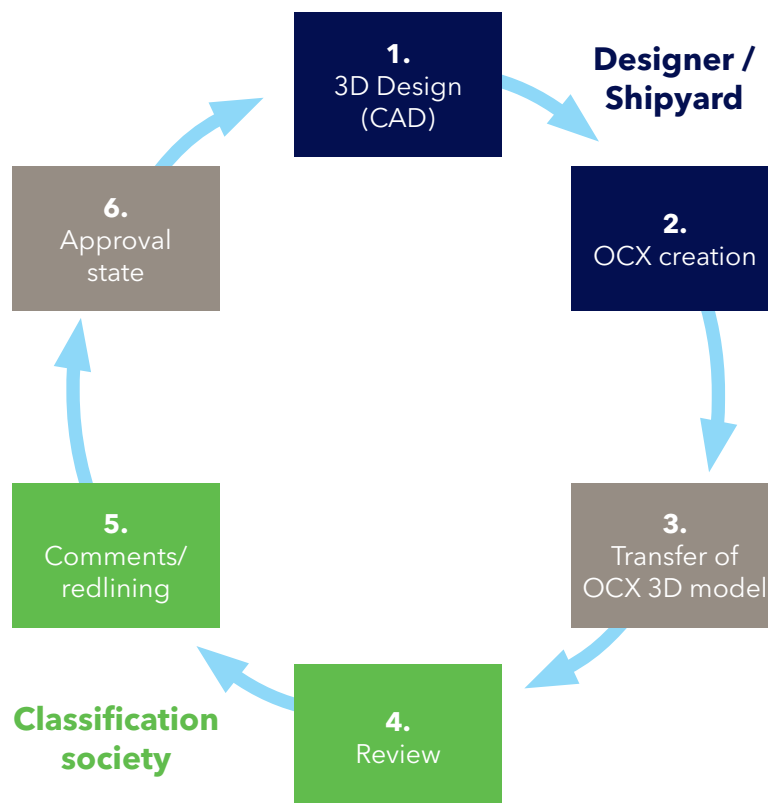 1.
3D Design
(CAD)
Designer /
Shipyard
2.
OCX creation
3.
Transfer of
OCX 3D model
4.
Review
5.
Comments/
redlining
Classification
society
6.
Approval
state